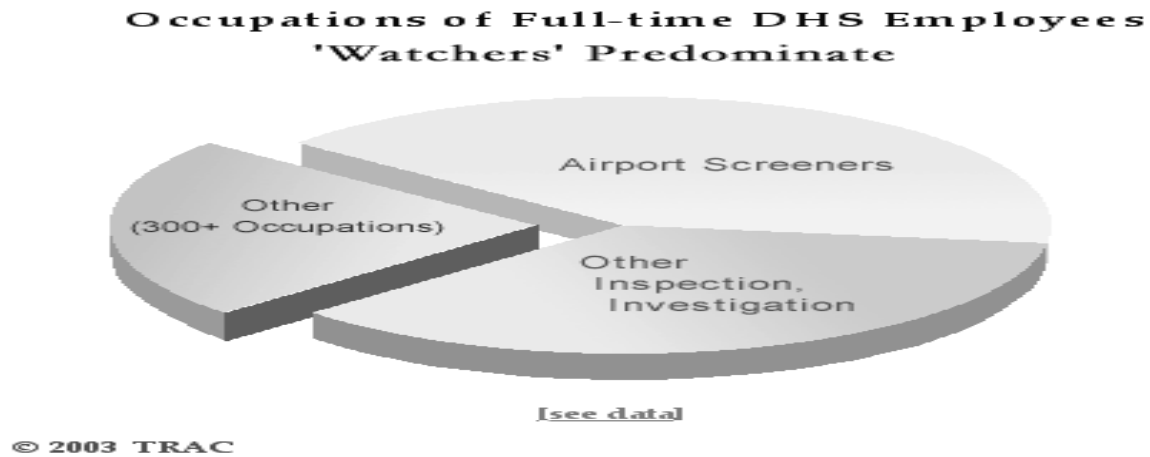 Occupations of Full-time DHS Employees
'Watchers' Predominate
Airport Screeners
Other
(300+ Occupations)
Other
Inspection,
Investigation
[see data]
© 2003 TRAC